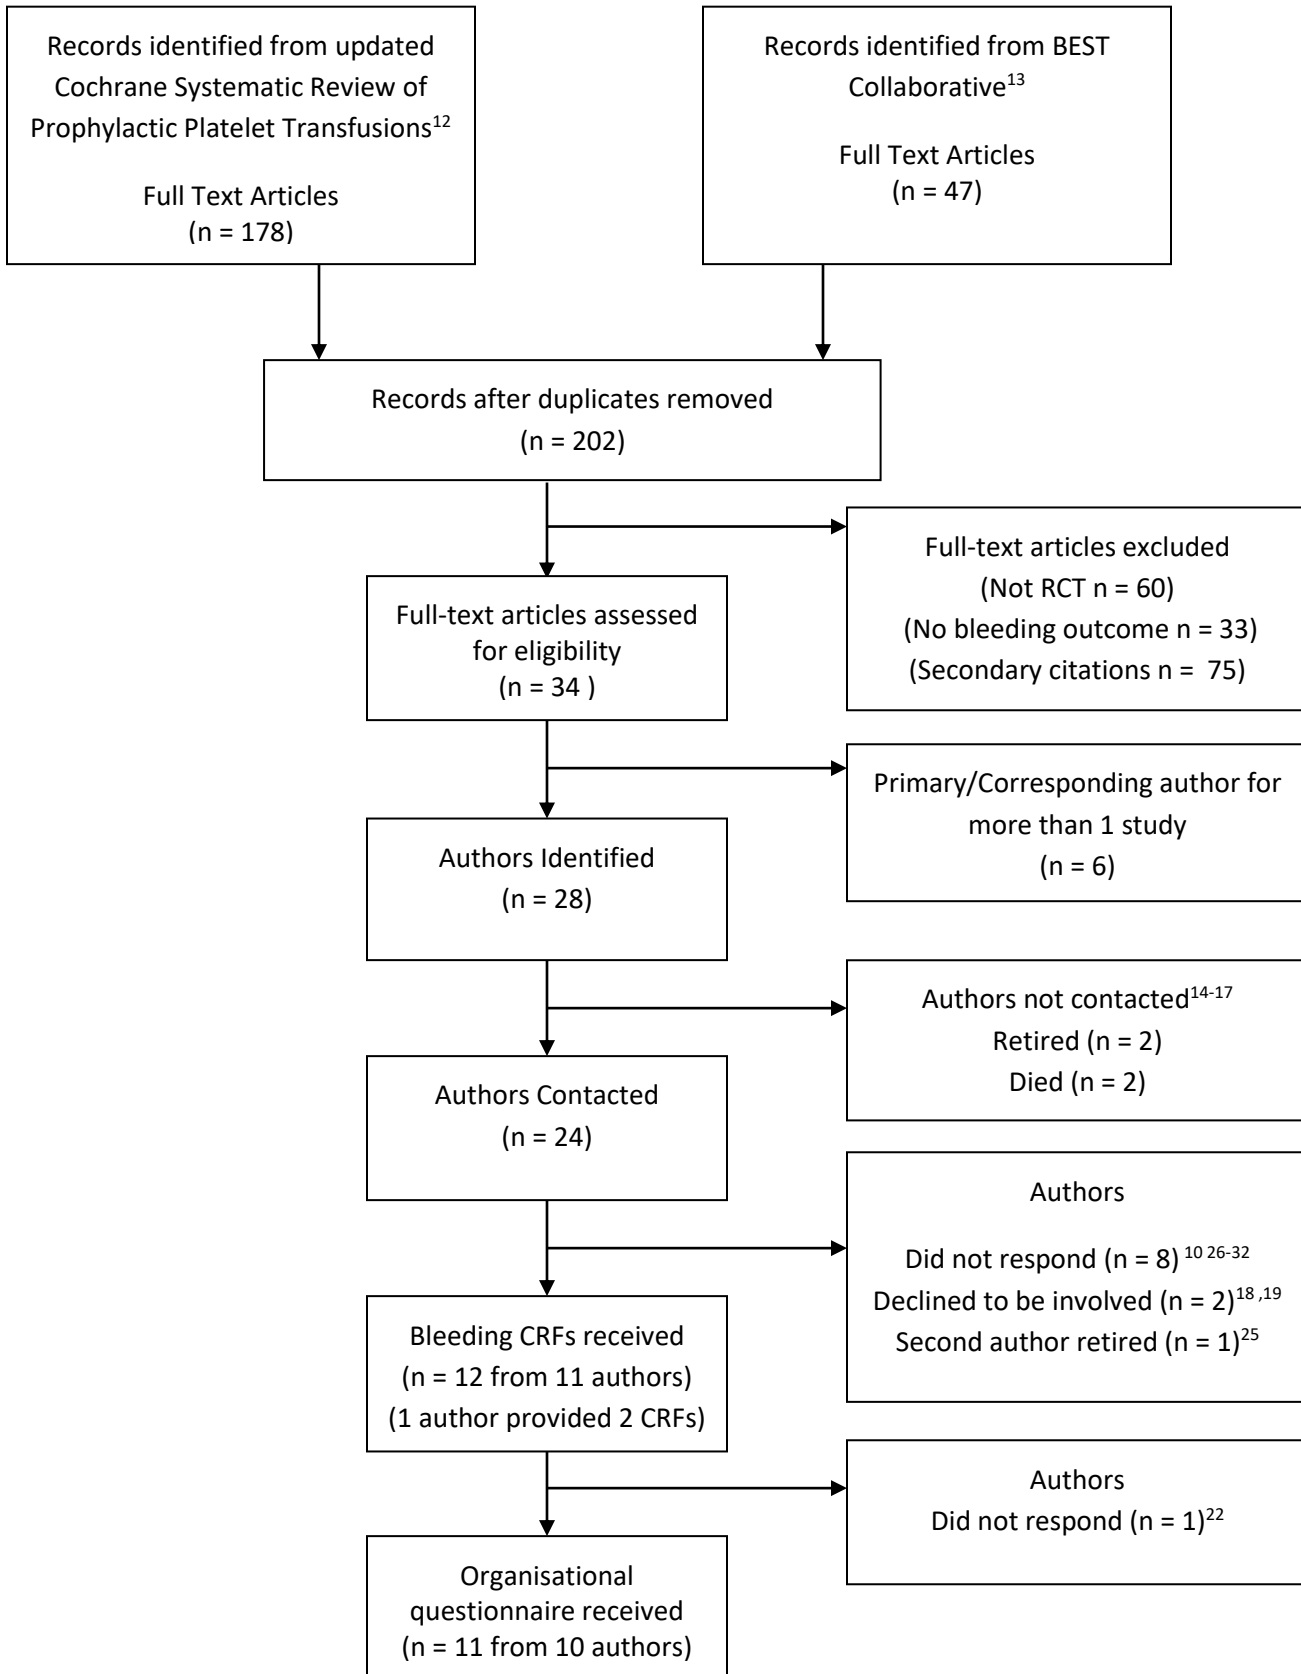 Records identified from updated
Cochrane Systematic Review of
Prophylactic Platelet Transfusions12
Full Text Articles
(n = 178)
Records identified from BEST
Collaborative13
Full Text Articles
(n = 47)
Records after duplicates removed
(n = 202)
Full-text articles excluded
(Not RCT n = 60)
(No bleeding outcome n = 33)
(Secondary citations n = 75)
Full-text articles assessed
for eligibility
(n = 34 )
Primary/Corresponding author for
more than 1 study
(n = 6)
Authors Identified
(n = 28)
Authors not contacted14-17
Retired (n = 2)
Died (n = 2)
Authors Contacted
(n = 24)
Authors
Did not respond (n = 8) 10 26-32
Declined to be involved (n = 2)18 ,19
Second author retired (n = 1)25
Bleeding CRFs received
(n = 12 from 11 authors)
(1 author provided 2 CRFs)
Authors
Did not respond (n = 1)22
Organisational
questionnaire received
(n = 11 from 10 authors)